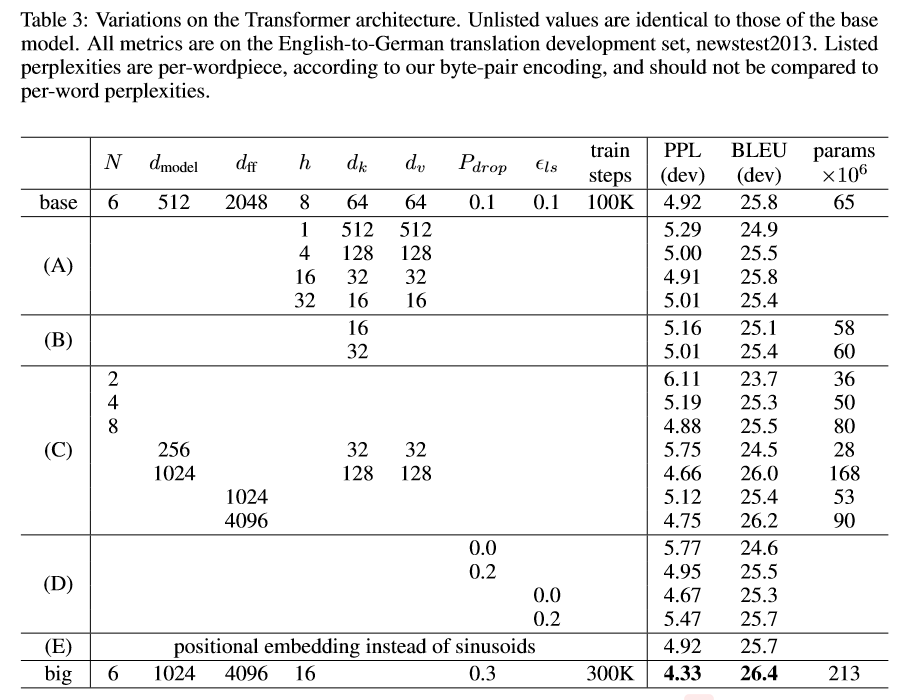 Table 3: Variations on the Transformer architecture. Unlisted values are identical to those of the base
model. All metrics are on the English-to-German translation development set, newstest2013. Listed
perplexities are per-wordpiece, according to our byte-pair encoding, and should not be compared to
per-word perplexities.
N d_model d_ff h d_k d_v P_drop ϵ_ls train steps PPL (dev) BLEU (dev) params ×10^6
base 6 512 2048 8 64 64 0.1 0.1 100K 4.92 25.8 65
(A)
1 512 512 5.29 24.9
4 128 128 5.00 25.5
16 32 32 4.91 25.8
32 16 16 5.01 25.4
(B)
16 5.16 25.1 58
32 5.01 25.4 60
(C)
2 6.11 23.7 36
4 5.19 25.3 50
8 4.88 25.5 80
256 32 32 5.75 24.5 28
1024 128 128 4.66 26.0 168
1024 5.12 25.4 53
4096 4.75 26.2 90
(D)
0.0 5.77 24.6
0.2 4.95 25.5
0.0 4.67 25.3
0.2 5.47 25.7
(E) positional embedding instead of sinusoids 4.92 25.7
big 6 1024 4096 16 0.3 300K 4.33 26.4 213